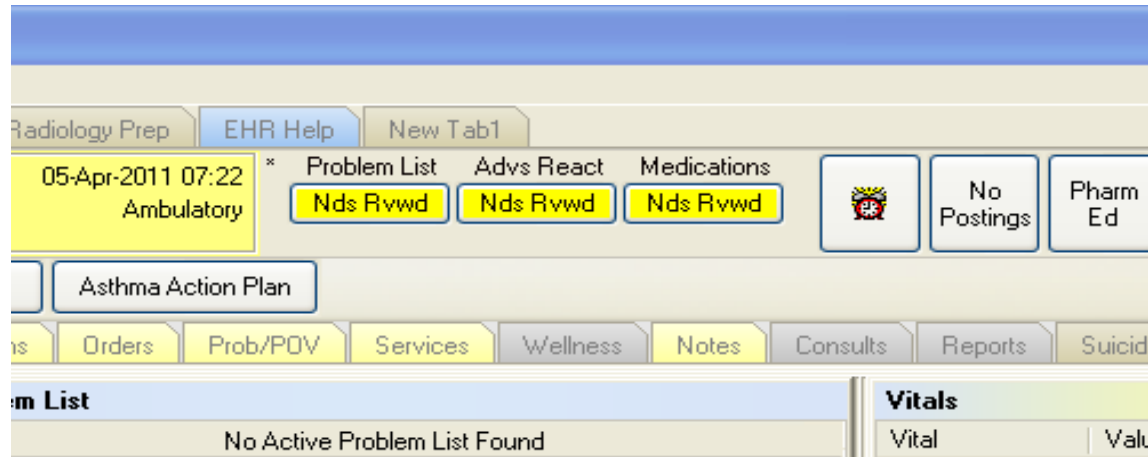 Radiology Prep EHR Help New Tab1
05-Apr-2011 07:22 * Problem List Advs React Medications
Ambulatory Nds Rvwd Nds Rvwd Nds Rvwd
No Postings
Pharm Ed
Asthma Action Plan
Orders Prob/POV Services Wellness Notes Consults Reports
List Vitals
No Active Problem List Found Vital